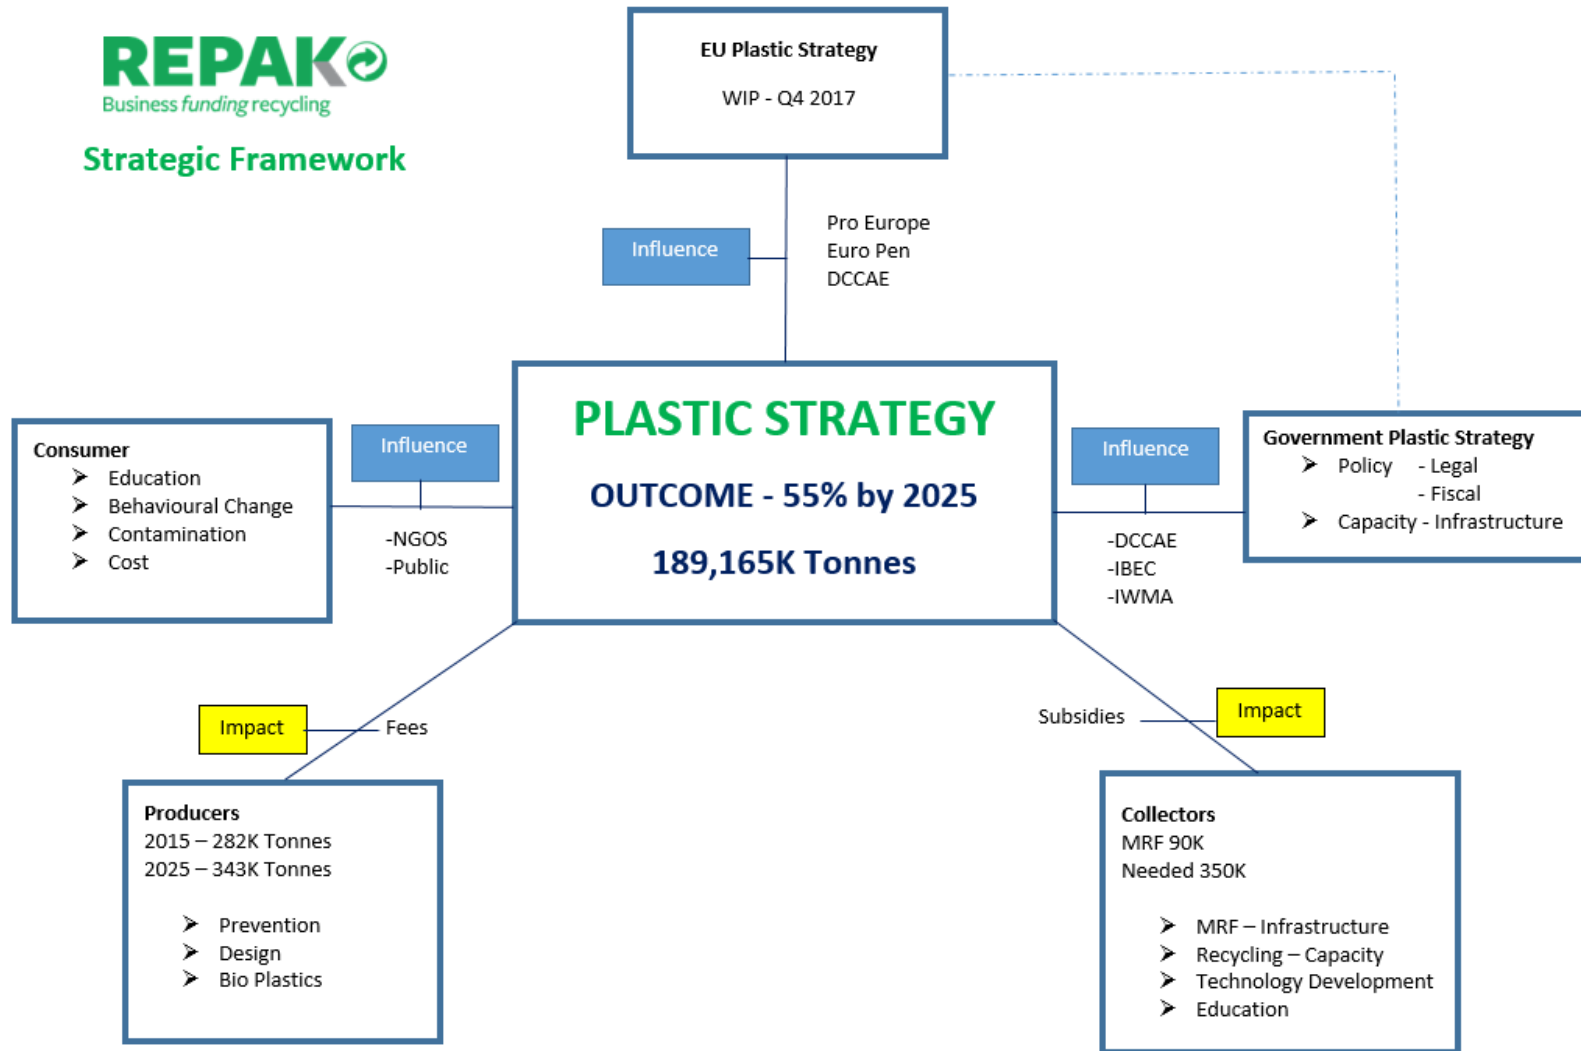 REPAK
Business funding recycling
Strategic Framework
EU Plastic Strategy
WIP - Q4 2017
Influence
Pro Europe
Euro Pen
DCCAE
PLASTIC STRATEGY
OUTCOME - 55% by 2025
189,165K Tonnes
Consumer
Education
Behavioural Change
Contamination
Cost
Influence
-NGOS
-Public
Influence
-DCCAE
-IBEC
-IWMA
Government Plastic Strategy
Policy - Legal
- Fiscal
Capacity - Infrastructure
Impact
Fees
Subsidies
Impact
Producers
2015 – 282K Tonnes
2025 – 343K Tonnes
Prevention
Design
Bio Plastics
Collectors
MRF 90K
Needed 350K
MRF – Infrastructure
Recycling – Capacity
Technology Development
Education